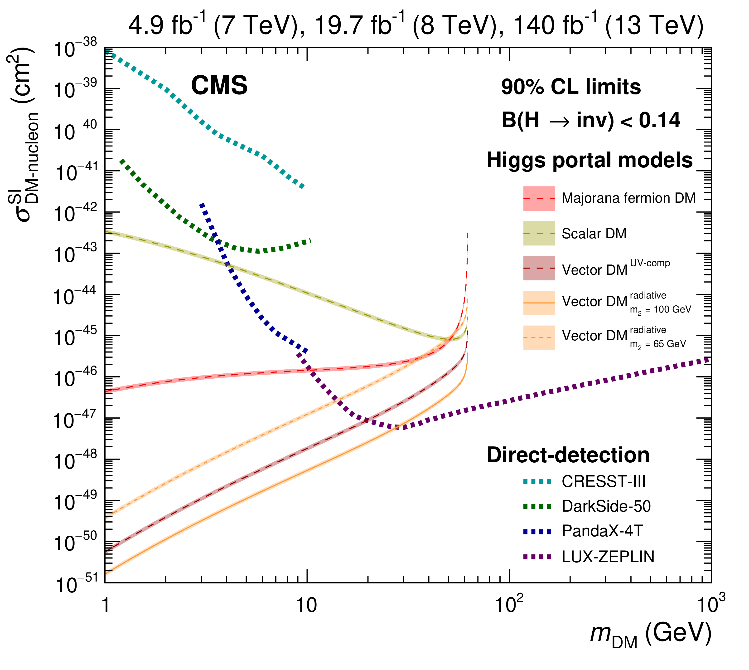 4.9 fb⁻¹ (7 TeV), 19.7 fb⁻¹ (8 TeV), 140 fb⁻¹ (13 TeV)
CMS
90% CL limits
B(H → inv) < 0.14
Higgs portal models
Majorana fermion DM
Scalar DM
Vector DM UV-comp
Vector DM radiative m₂ = 100 GeV
Vector DM radiative m₂ = 65 GeV
Direct-detection
CRESST-III
DarkSide-50
PandaX-4T
LUX-ZEPLIN
σ SI DM-nucleon (cm²)
10⁻³⁸
10⁻³⁹
10⁻⁴⁰
10⁻⁴¹
10⁻⁴²
10⁻⁴³
10⁻⁴⁴
10⁻⁴⁵
10⁻⁴⁶
10⁻⁴⁷
10⁻⁴⁸
10⁻⁴⁹
10⁻⁵⁰
10⁻⁵¹
1 10 10² 10³
m DM (GeV)